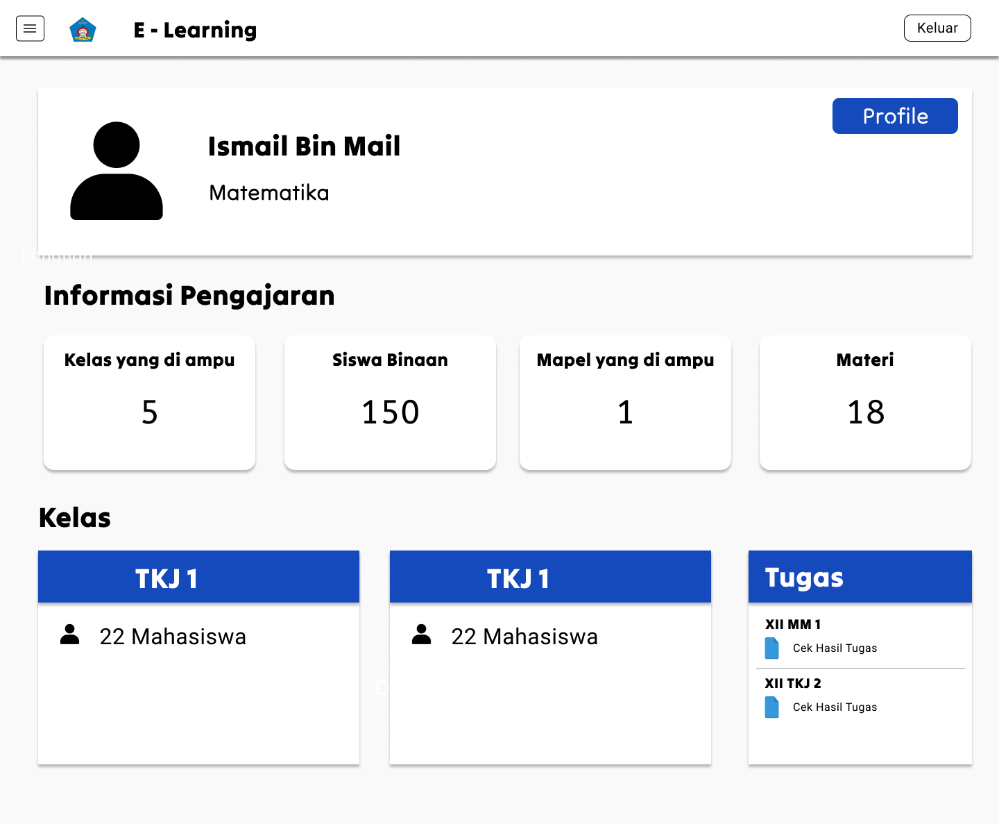 E - Learning
Keluar
Profile
Ismail Bin Mail
Matematika
Informasi Pengajaran
Kelas yang di ampu
5
Siswa Binaan
150
Mapel yang di ampu
1
Materi
18
Kelas
TKJ 1
22 Mahasiswa
TKJ 1
22 Mahasiswa
Tugas
XII MM 1
Cek Hasil Tugas
XII TKJ 2
Cek Hasil Tugas